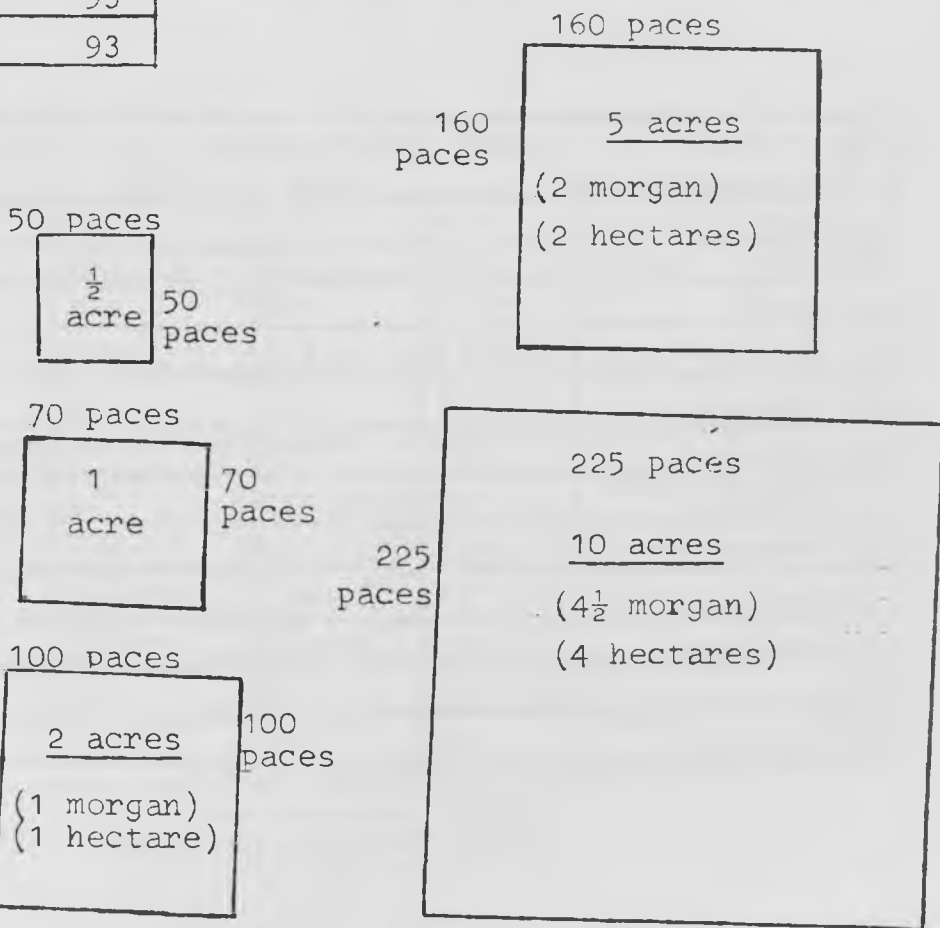 93
160 paces
160
paces
5 acres
(2 morgan)
(2 hectares)
50 paces
½
acre
50
paces
70 paces
1
acre
70
paces
225 paces
225
paces
10 acres
(4½ morgan)
(4 hectares)
100 paces
2 acres
100
paces
(1 morgan)
(1 hectare)